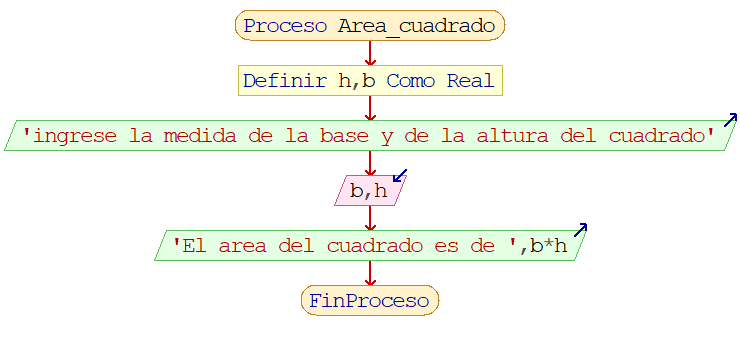 Proceso Area_cuadrado
Definir h,b Como Real
'ingrese la medida de la base y de la altura del cuadrado'
b,h
'El area del cuadrado es de ',b*h
FinProceso